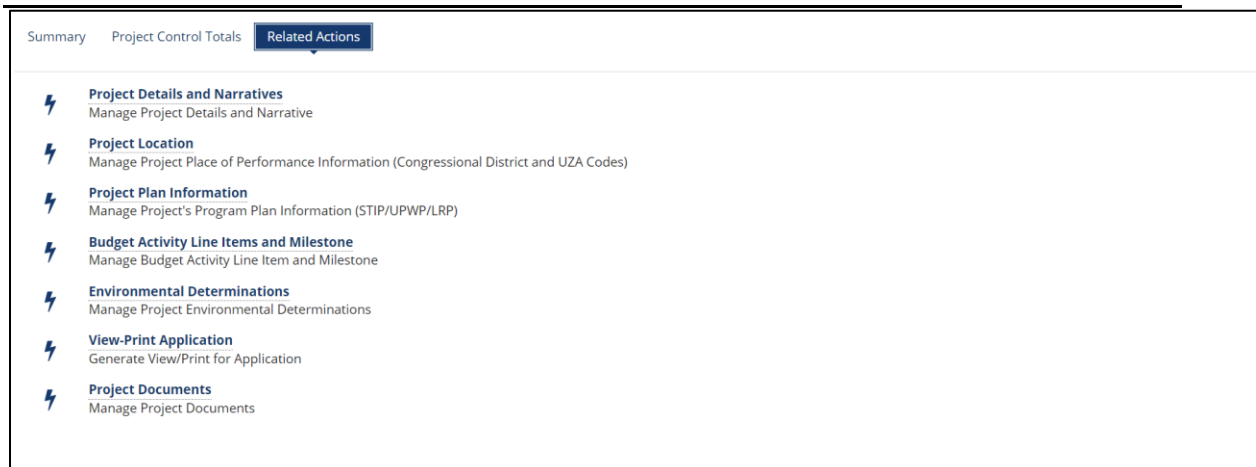 Summary Project Control Totals Related Actions
Project Details and Narratives
Manage Project Details and Narrative
Project Location
Manage Project Place of Performance Information (Congressional District and UZA Codes)
Project Plan Information
Manage Project's Program Plan Information (STIP/UPWP/LRP)
Budget Activity Line Items and Milestone
Manage Budget Activity Line Item and Milestone
Environmental Determinations
Manage Project Environmental Determinations
View-Print Application
Generate View/Print for Application
Project Documents
Manage Project Documents